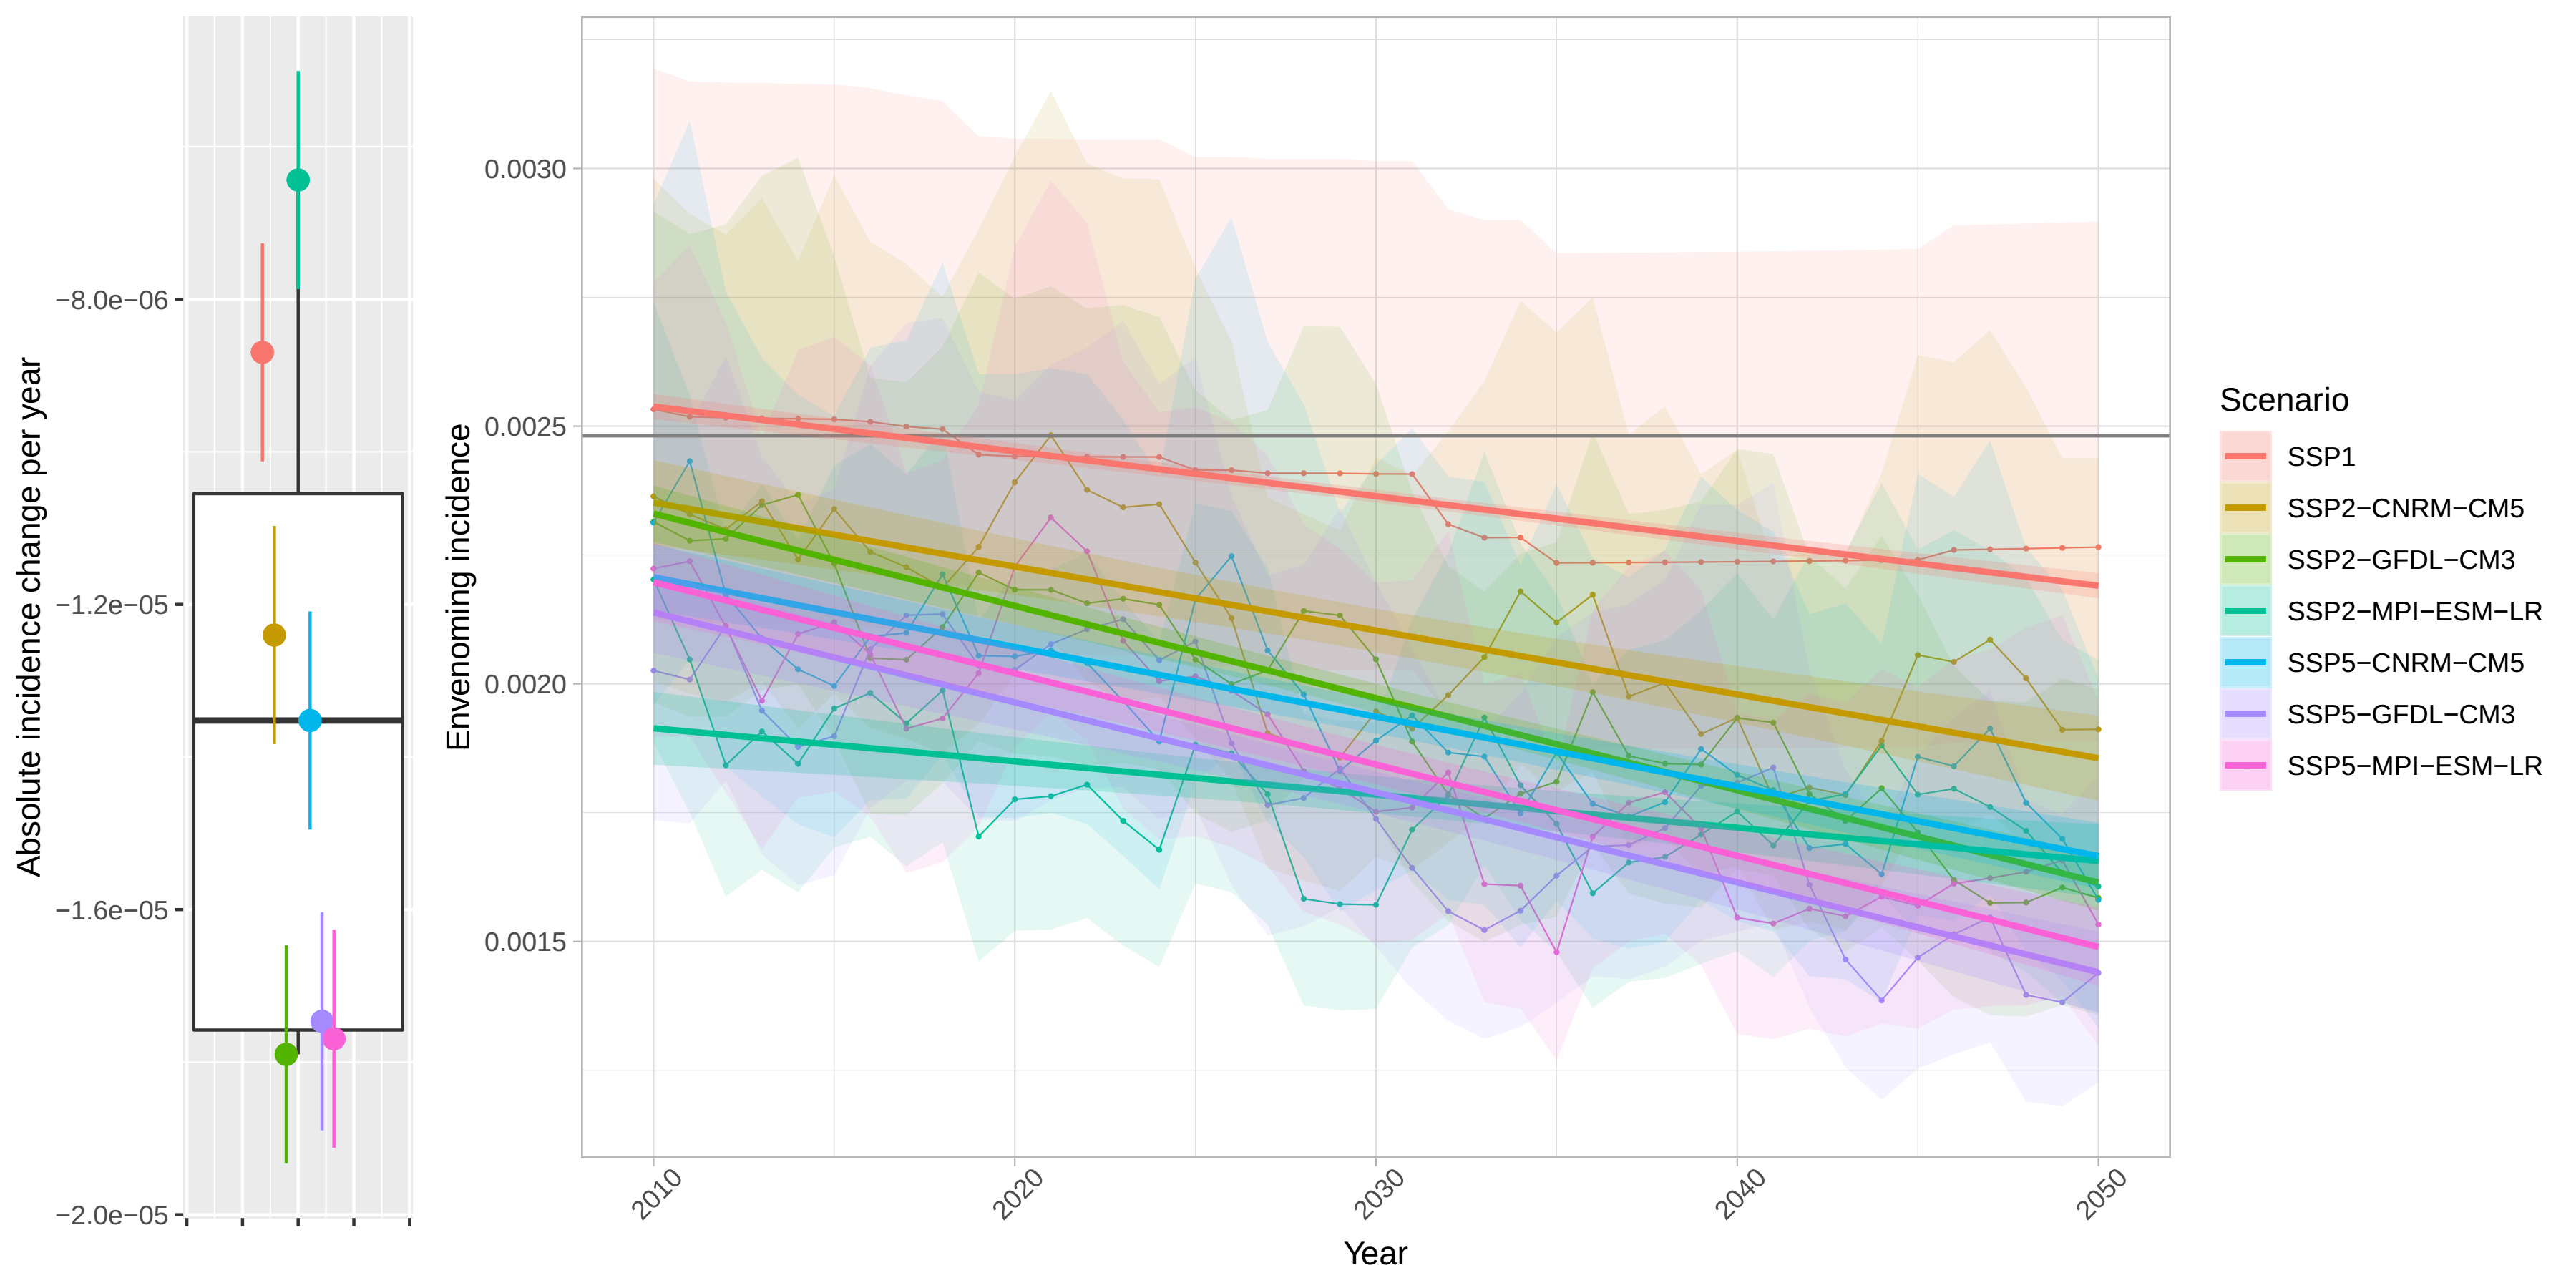 Absolute incidence change per year
−8.0e−06
−1.2e−05
−1.6e−05
−2.0e−05
Envenoming incidence
0.0030
0.0025
0.0020
0.0015
2010
2020
2030
2040
2050
Year
Scenario
SSP1
SSP2−CNRM−CM5
SSP2−GFDL−CM3
SSP2−MPI−ESM−LR
SSP5−CNRM−CM5
SSP5−GFDL−CM3
SSP5−MPI−ESM−LR